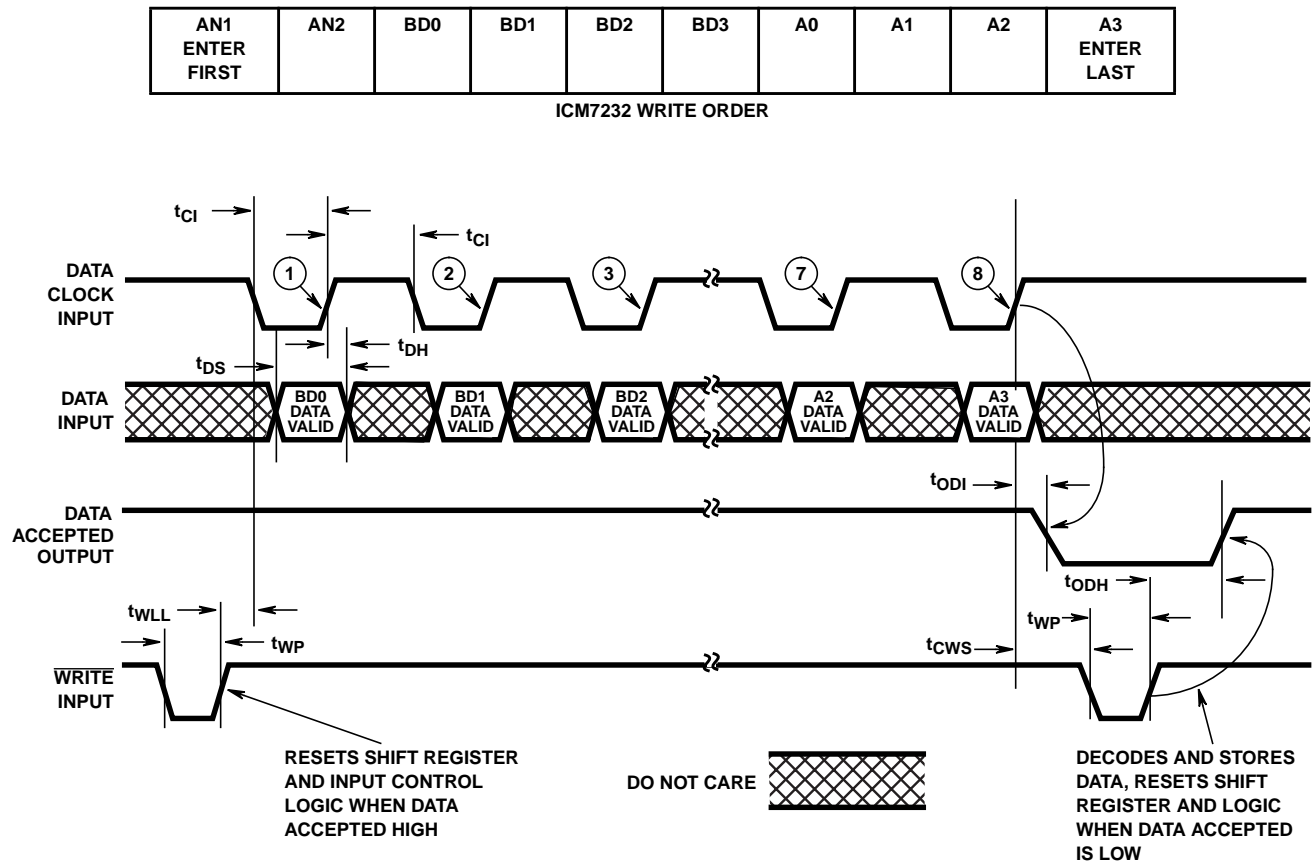 AN1 ENTER FIRST
AN2
BD0
BD1
BD2
BD3
A0
A1
A2
A3 ENTER LAST
ICM7232 WRITE ORDER
tCI
tCI
DATA CLOCK INPUT
1
2
3
7
8
tDS
tDH
DATA INPUT
BD0 DATA VALID
BD1 DATA VALID
BD2 DATA VALID
A2 DATA VALID
A3 DATA VALID
tODI
DATA ACCEPTED OUTPUT
tODH
tWLL
tWP
tWP
tCWS
WRITE INPUT
RESETS SHIFT REGISTER
AND INPUT CONTROL
LOGIC WHEN DATA
ACCEPTED HIGH
DO NOT CARE
DECODES AND STORES
DATA, RESETS SHIFT
REGISTER AND LOGIC
WHEN DATA ACCEPTED
IS LOW